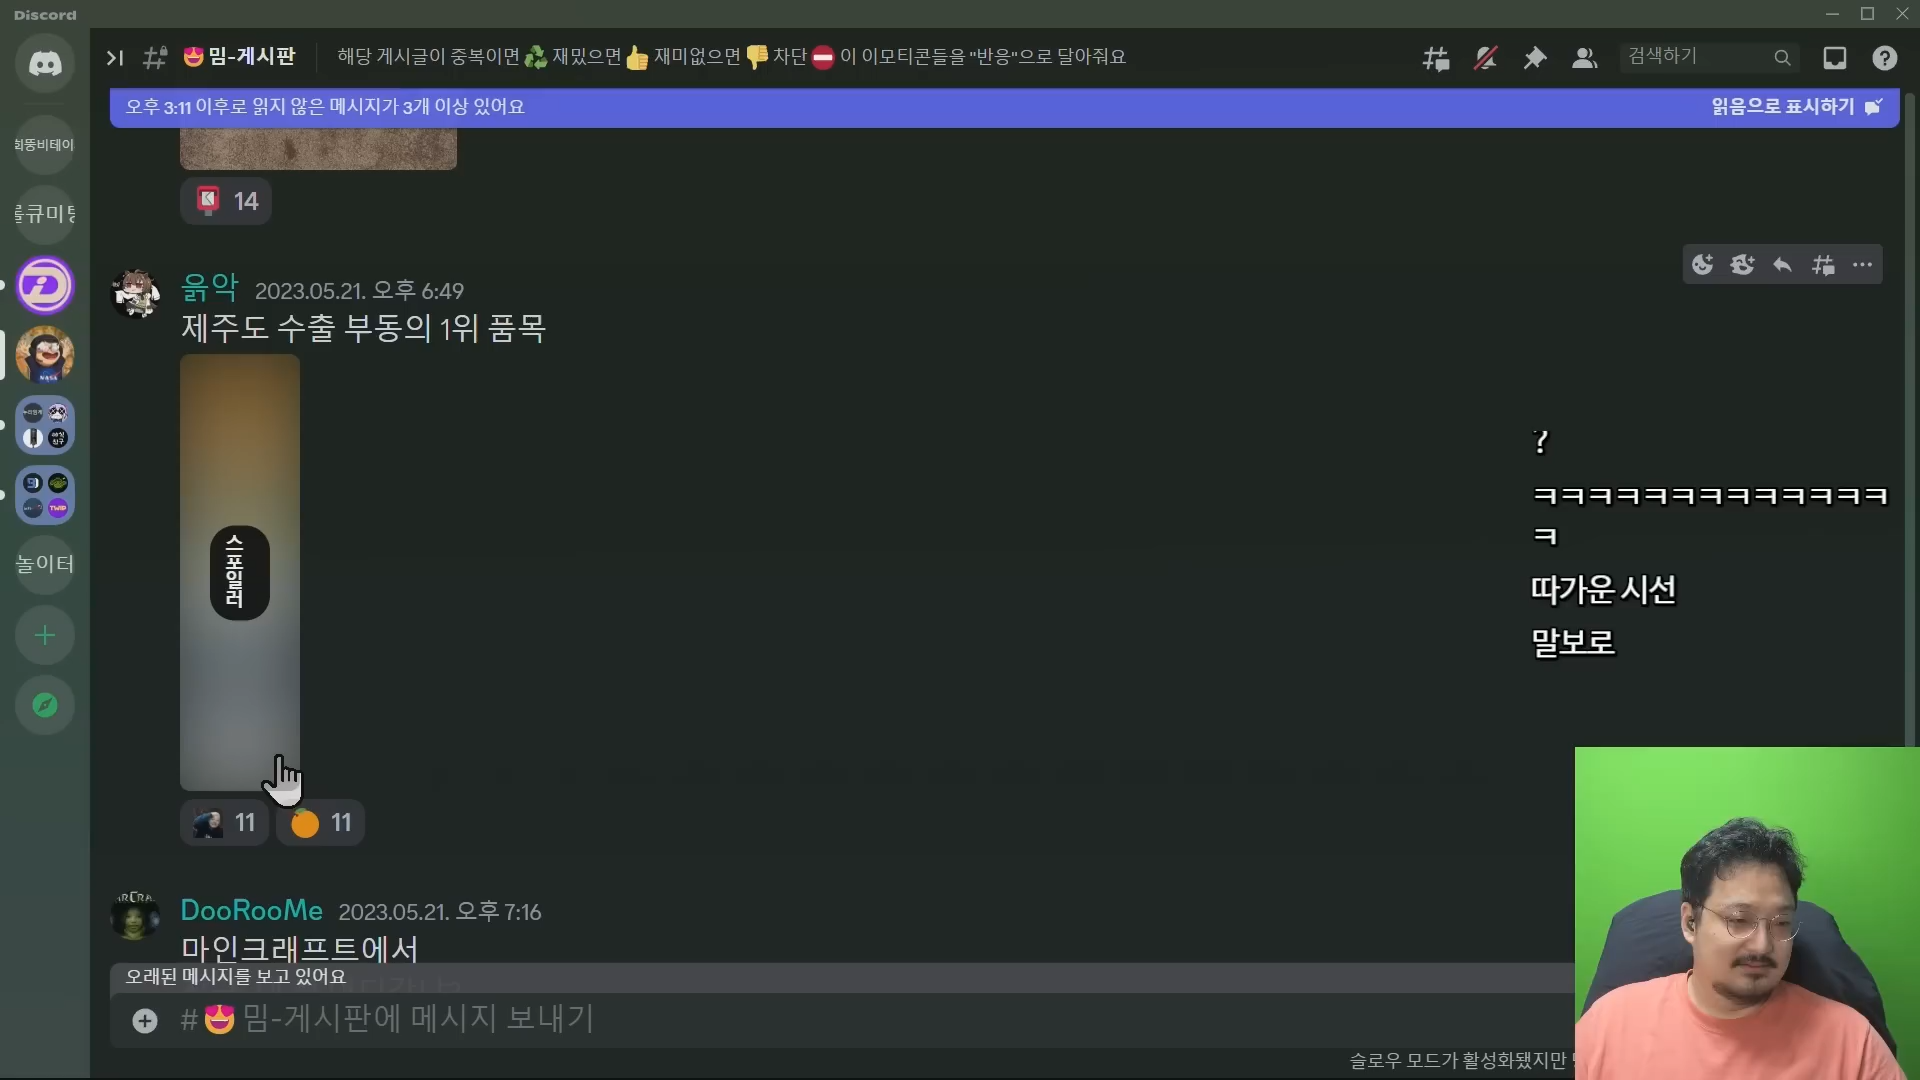 Discord
밈-게시판
해당 게시글이 중복이면 재밌으면 재미없으면 차단 이 이모티콘들을 "반응"으로 달아줘요
검색하기
오후 3:11 이후로 읽지 않은 메시지가 3개 이상 있어요
읽음으로 표시하기
14
읅악 2023.05.21. 오후 6:49
제주도 수출 부동의 1위 품목
스포일러
11 11
DooRooMe 2023.05.21. 오후 7:16
마인크래프트에서
오래된 메시지를 보고 있어요
#밈-게시판에 메시지 보내기
슬로우 모드가 활성화됐지만
놀이터
NASA
TWIP
?
ㅋㅋㅋㅋㅋㅋㅋㅋㅋㅋㅋㅋㅋ
ㅋ
따가운 시선
말보로